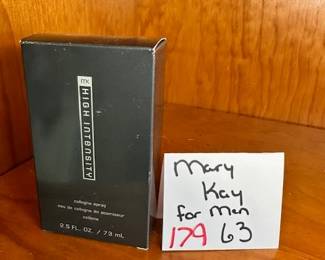 MK HIGH INTENSITY
cologne spray
eau de cologne en atomiseur
colonia
2.5 FL. OZ. / 73 mL
Mary
Kay
for Men
179 63